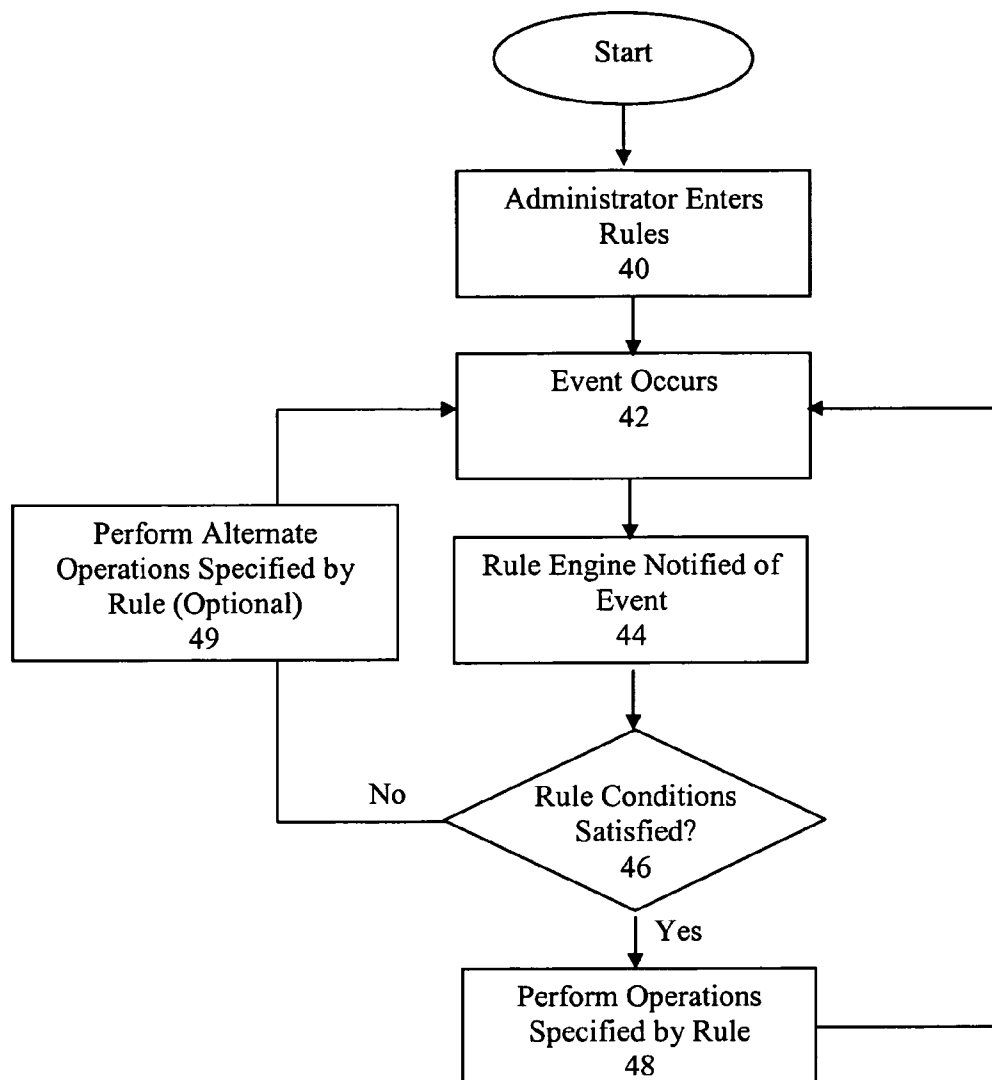 Start
Administrator Enters
Rules
40
Event Occurs
42
Perform Alternate
Operations Specified by
Rule (Optional)
49
Rule Engine Notified of
Event
44
No
Rule Conditions
Satisfied?
46
Yes
Perform Operations
Specified by Rule
48